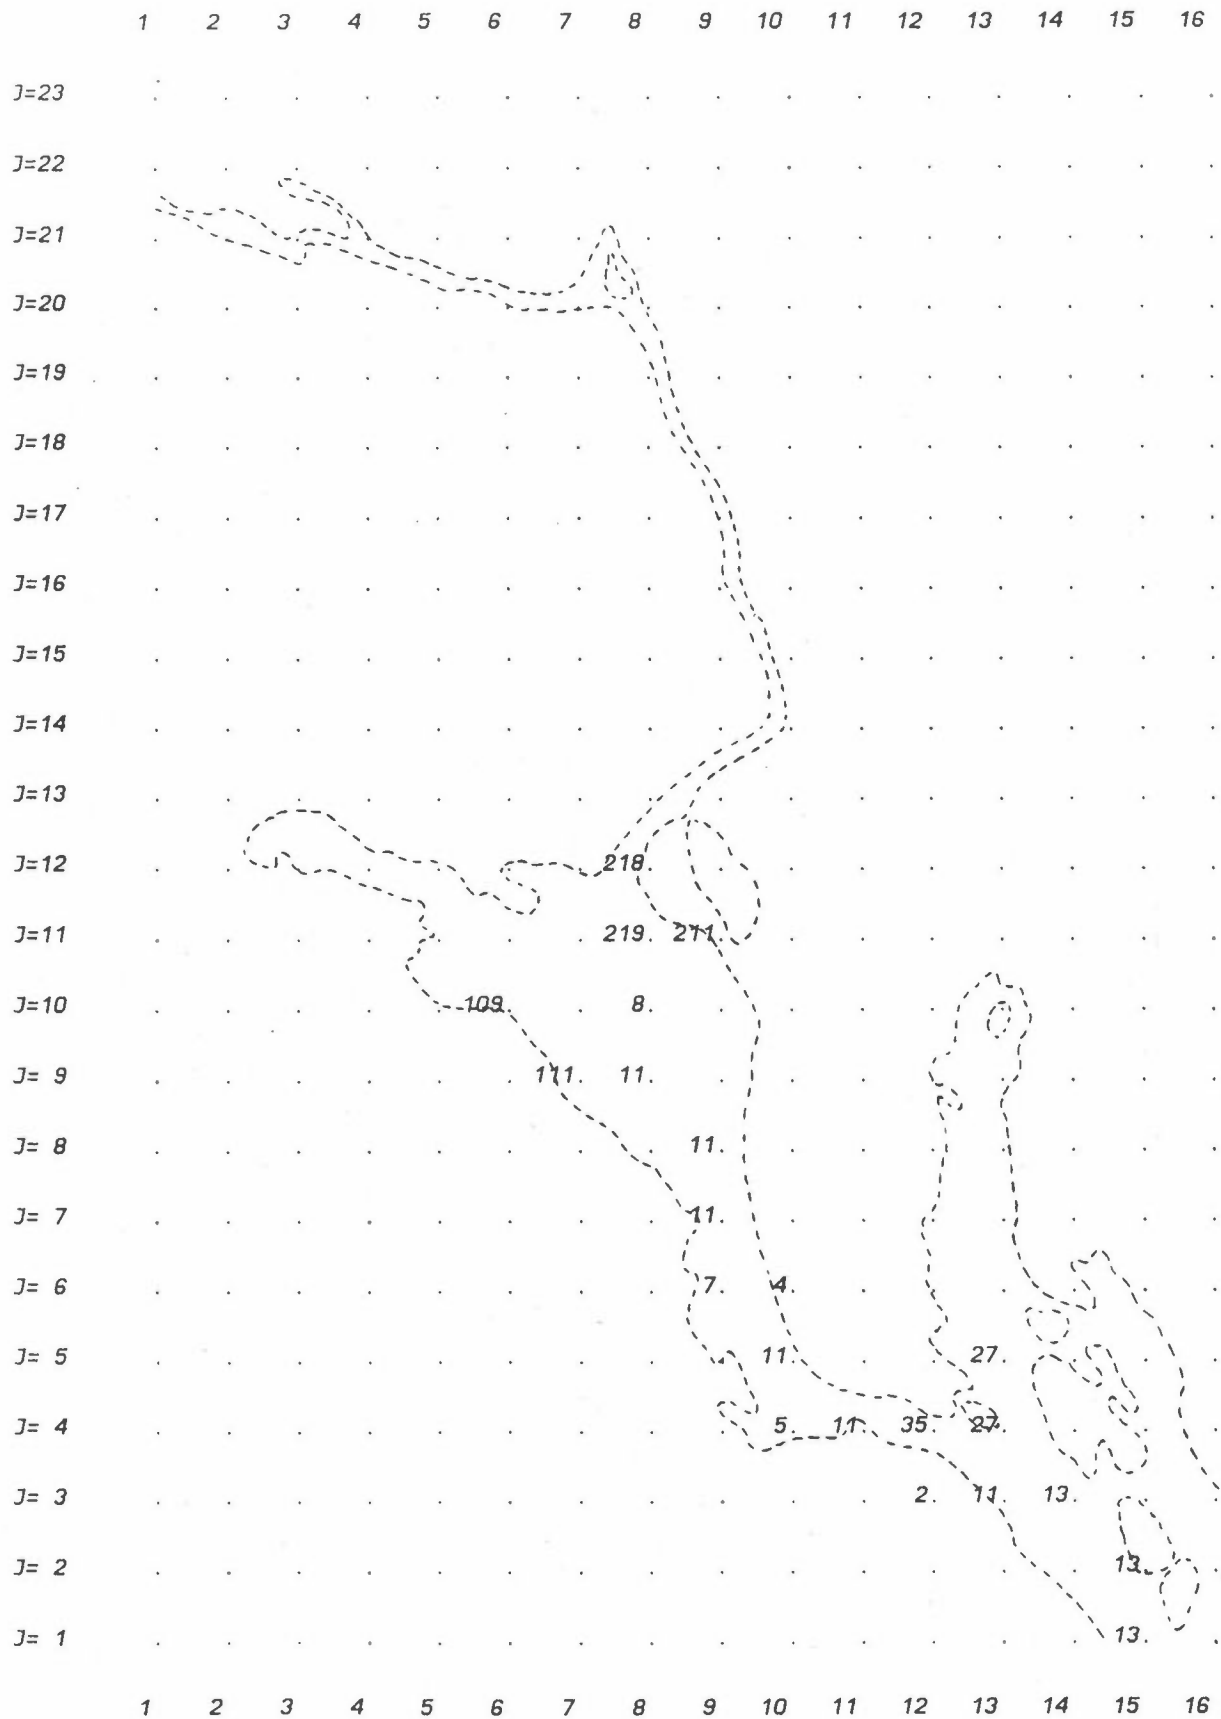 1 2 3 4 5 6 7 8 9 10 11 12 13 14 15 16
J=23
J=22
J=21
J=20
J=19
J=18
J=17
J=16
J=15
J=14
J=13
J=12 218.
J=11 219. 211.
J=10 109. 8.
J= 9 111. 11.
J= 8 11.
J= 7 11.
J= 6 7. 4.
J= 5 11. 27.
J= 4 5. 11. 35. 27.
J= 3 2. 11. 13.
J= 2 13.
J= 1 13.
1 2 3 4 5 6 7 8 9 10 11 12 13 14 15 16